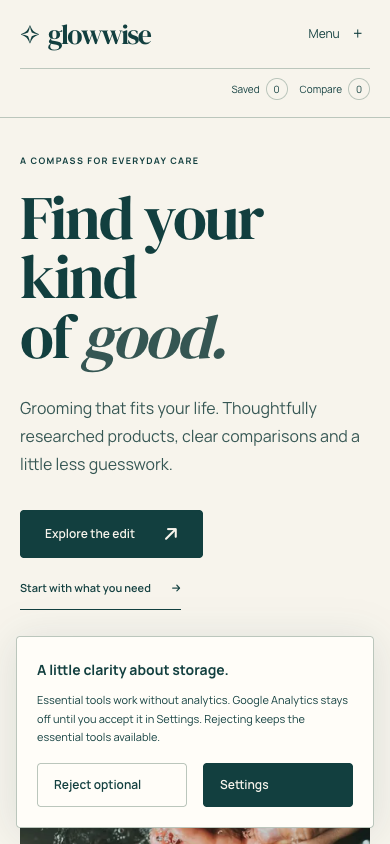 glowwise
Menu +
Saved 0 Compare 0
A COMPASS FOR EVERYDAY CARE
Find your
kind
of good.
Grooming that fits your life. Thoughtfully
researched products, clear comparisons and a
little less guesswork.
Explore the edit ↗
Start with what you need →
A little clarity about storage.
Essential tools work without analytics. Google Analytics stays
off until you accept it in Settings. Rejecting keeps the
essential tools available.
Reject optional Settings